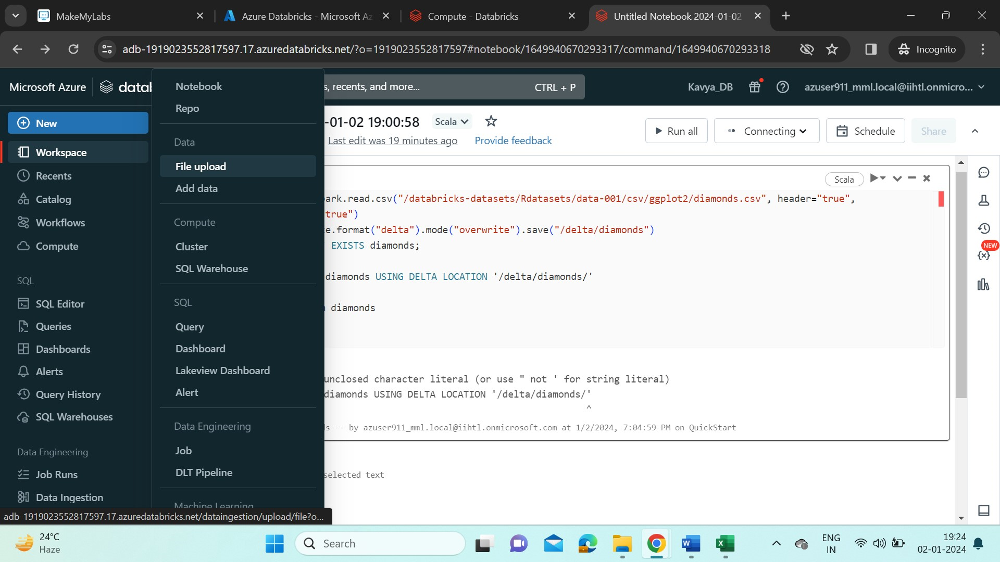 MakeMyLabs
Azure Databricks - Microsoft Az
Compute - Databricks
Untitled Notebook 2024-01-02
adb-1919023552817597.17.azuredatabricks.net/?o=1919023552817597#notebook/1649940670293317/command/1649940670293318
Incognito
Microsoft Azure
datab
s, recents, and more...
CTRL + P
Kavya_DB
azuser911_mml.local@iihtl.onmicro...
New
Workspace
Recents
Catalog
Workflows
Compute
SQL
SQL Editor
Queries
Dashboards
Alerts
Query History
SQL Warehouses
Data Engineering
Job Runs
Data Ingestion
Notebook
Repo
Data
File upload
Add data
Compute
Cluster
SQL Warehouse
SQL
Query
Dashboard
Lakeview Dashboard
Alert
Data Engineering
Job
DLT Pipeline
Machine Learning
-01-02 19:00:58
Scala
Last edit was 19 minutes ago
Provide feedback
Run all
Connecting
Schedule
Share
Scala
ark.read.csv("/databricks-datasets/Rdatasets/data-001/csv/ggplot2/diamonds.csv", header="true",
true")
e.format("delta").mode("overwrite").save("/delta/diamonds")
EXISTS diamonds;
diamonds USING DELTA LOCATION '/delta/diamonds/'
diamonds
unclosed character literal (or use " not ' for string literal)
diamonds USING DELTA LOCATION '/delta/diamonds/'
^
s -- by azuser911_mml.local@iihtl.onmicrosoft.com at 1/2/2024, 7:04:59 PM on QuickStart
selected text
NEW
adb-1919023552817597.17.azuredatabricks.net/dataingestion/upload/file?o...
24°C
Haze
Search
ENG
IN
19:24
02-01-2024